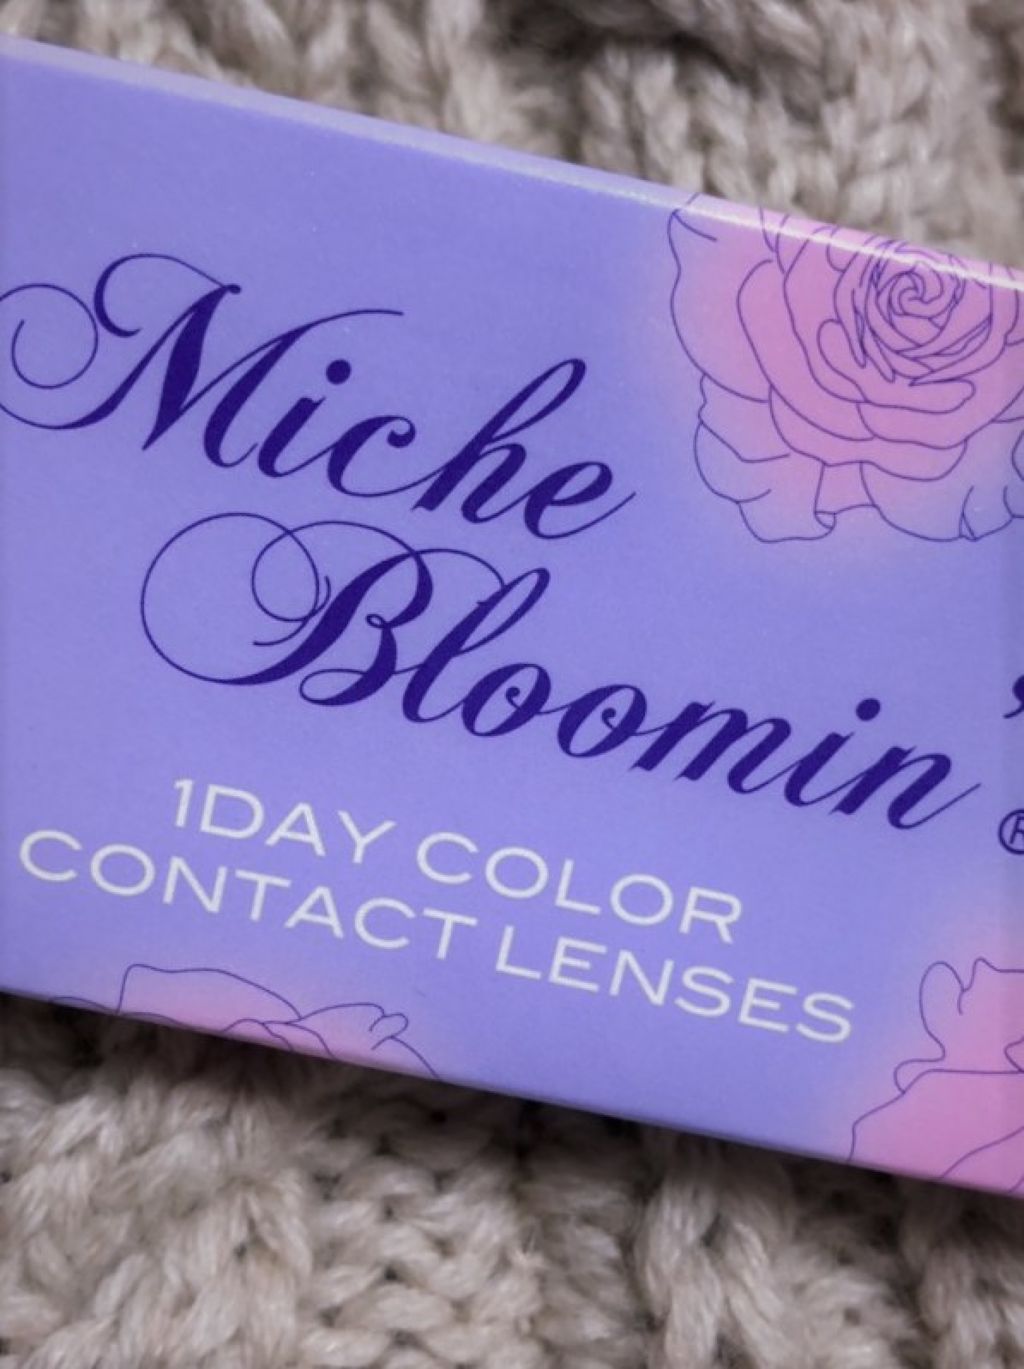 Miche
Bloomin'®
1DAY COLOR
CONTACT LENSES